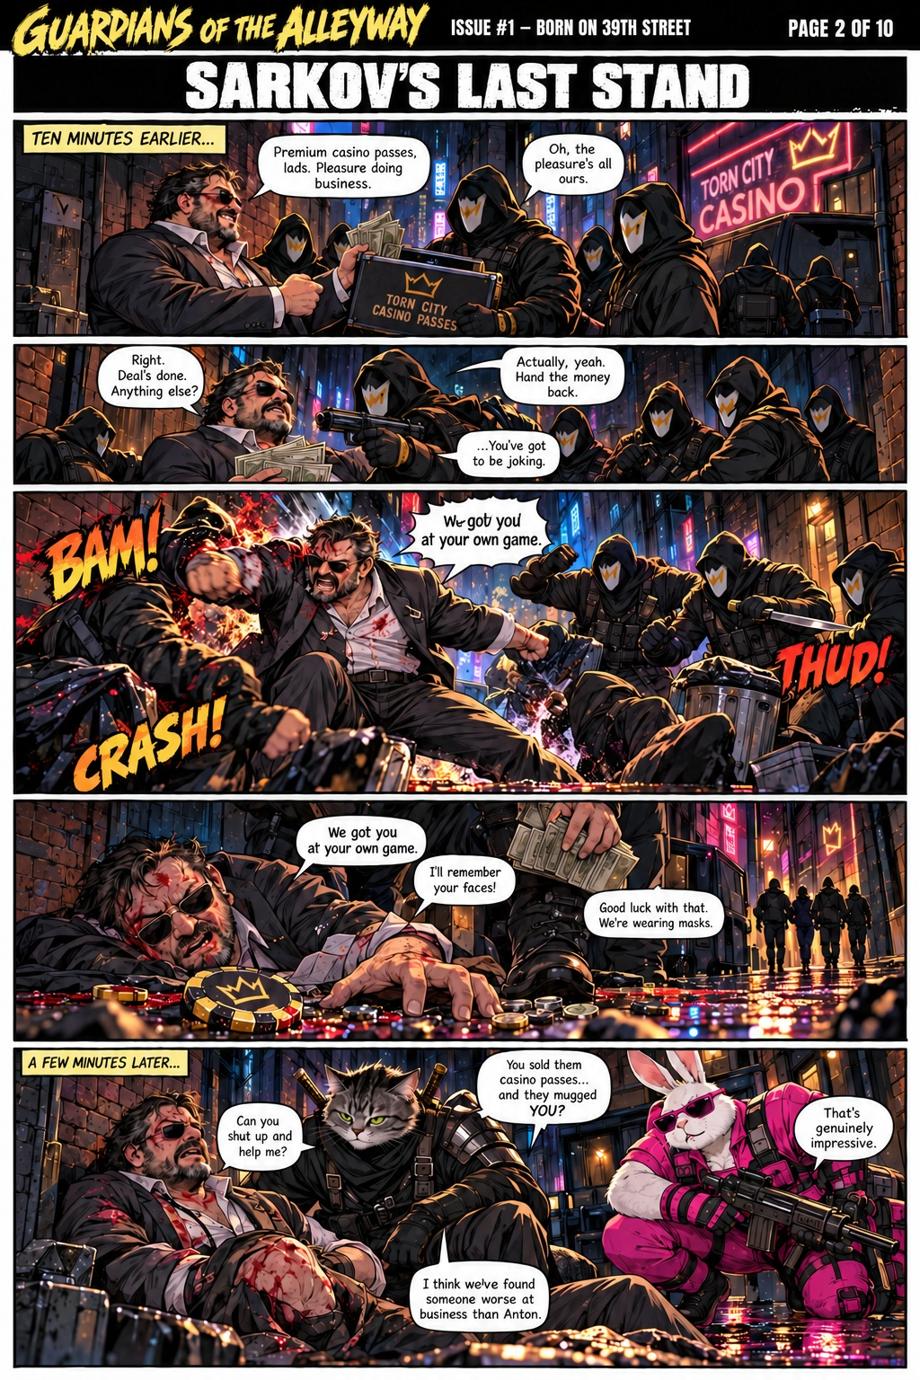 GUARDIANS OF THE ALLEYWAY
ISSUE #1 – BORN ON 39TH STREET
PAGE 2 OF 10
SARKOV'S LAST STAND
TEN MINUTES EARLIER...
Premium casino passes,
lads. Pleasure doing
business.
Oh, the
pleasure's all
ours.
TORN CITY
CASINO
TORN CITY
CASINO PASSES
Right.
Deal's done.
Anything else?
Actually, yeah.
Hand the money
back.
...You've got
to be joking.
BAM!
We got you
at your own game.
THUD!
CRASH!
We got you
at your own game.
I'll remember
your faces!
Good luck with that.
We're wearing masks.
A FEW MINUTES LATER...
Can you
shut up and
help me?
You sold them
casino passes...
and they mugged
YOU?
That's
genuinely
impressive.
I think we've found
someone worse at
business than Anton.